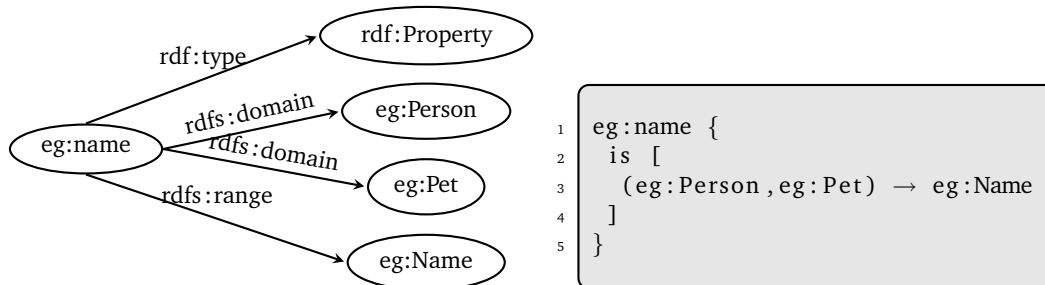 rdf:type
rdf:Property
rdfs:domain
eg:Person
eg:name
rdfs:domain
eg:Pet
rdfs:range
eg:Name
1 eg:name {
2 is [
3 (eg:Person,eg:Pet) → eg:Name
4 ]
5 }